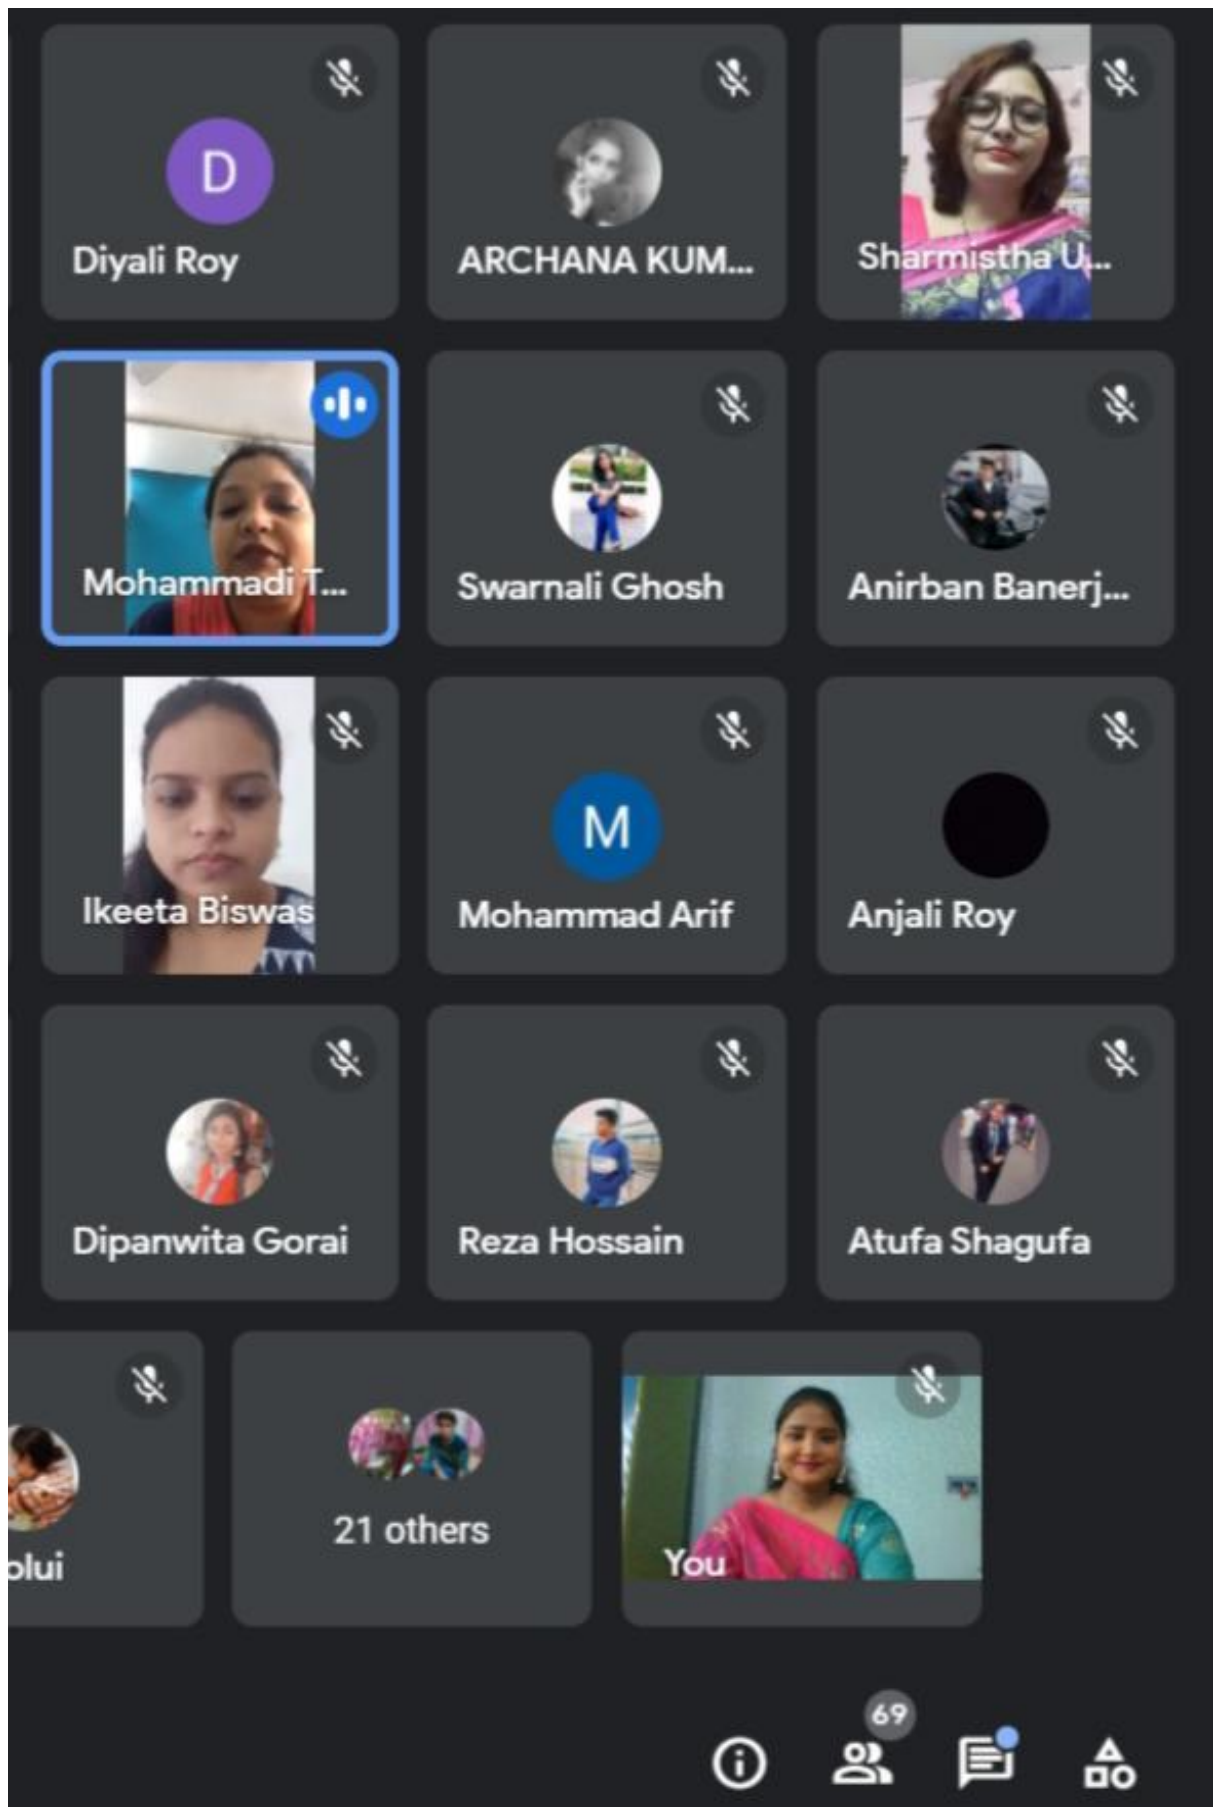 D
Diyali Roy
ARCHANA KUM...
Sharmistha U...
Mohammadi T...
Swarnali Ghosh
Anirban Banerj...
Ikeeta Biswas
M
Mohammad Arif
Anjali Roy
Dipanwita Gorai
Reza Hossain
Atufa Shagufa
olui
21 others
You
69